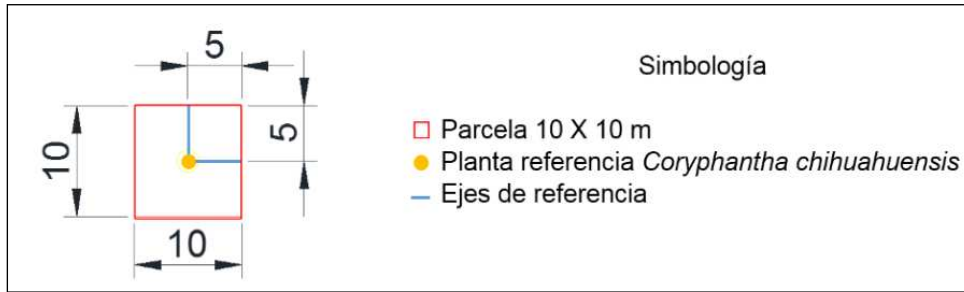 5
Simbología
5
10
Parcela 10 X 10 m
Planta referencia Coryphantha chihuahuensis
Ejes de referencia
10